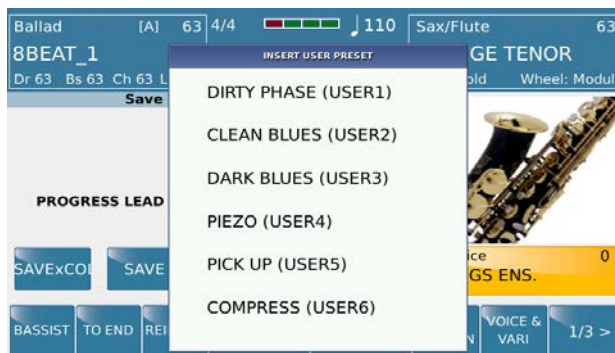 Ballad [A] 63 4/4 110 Sax/Flute 63
8BEAT_1 GE TENOR
Dr 63 Bs 63 Ch 63 L old Wheel: Modul
INSERT USER PRESET
Save
DIRTY PHASE (USER1)
CLEAN BLUES (USER2)
DARK BLUES (USER3)
PROGRESS LEAD
PIEZO (USER4)
PICK UP (USER5)
COMPRESS (USER6)
SAVExCOL SAVE
ice 0
GS ENS.
BASSIST TO END REI N VOICE & VARI 1/3 >